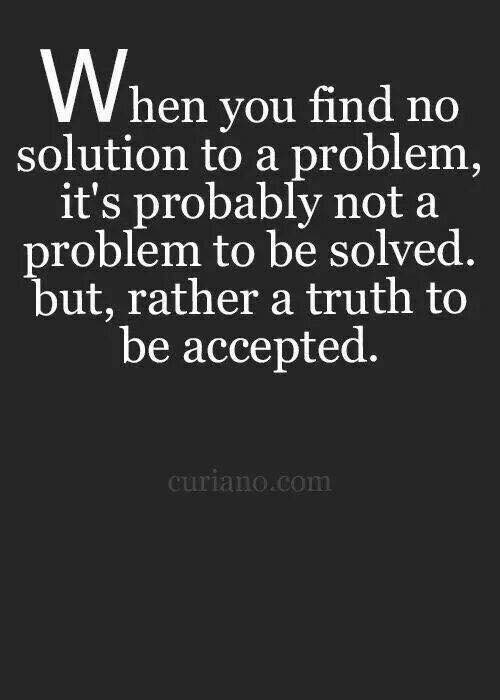 When you find no
solution to a problem,
it's probably not a
problem to be solved.
but, rather a truth to
be accepted.
curiano.com